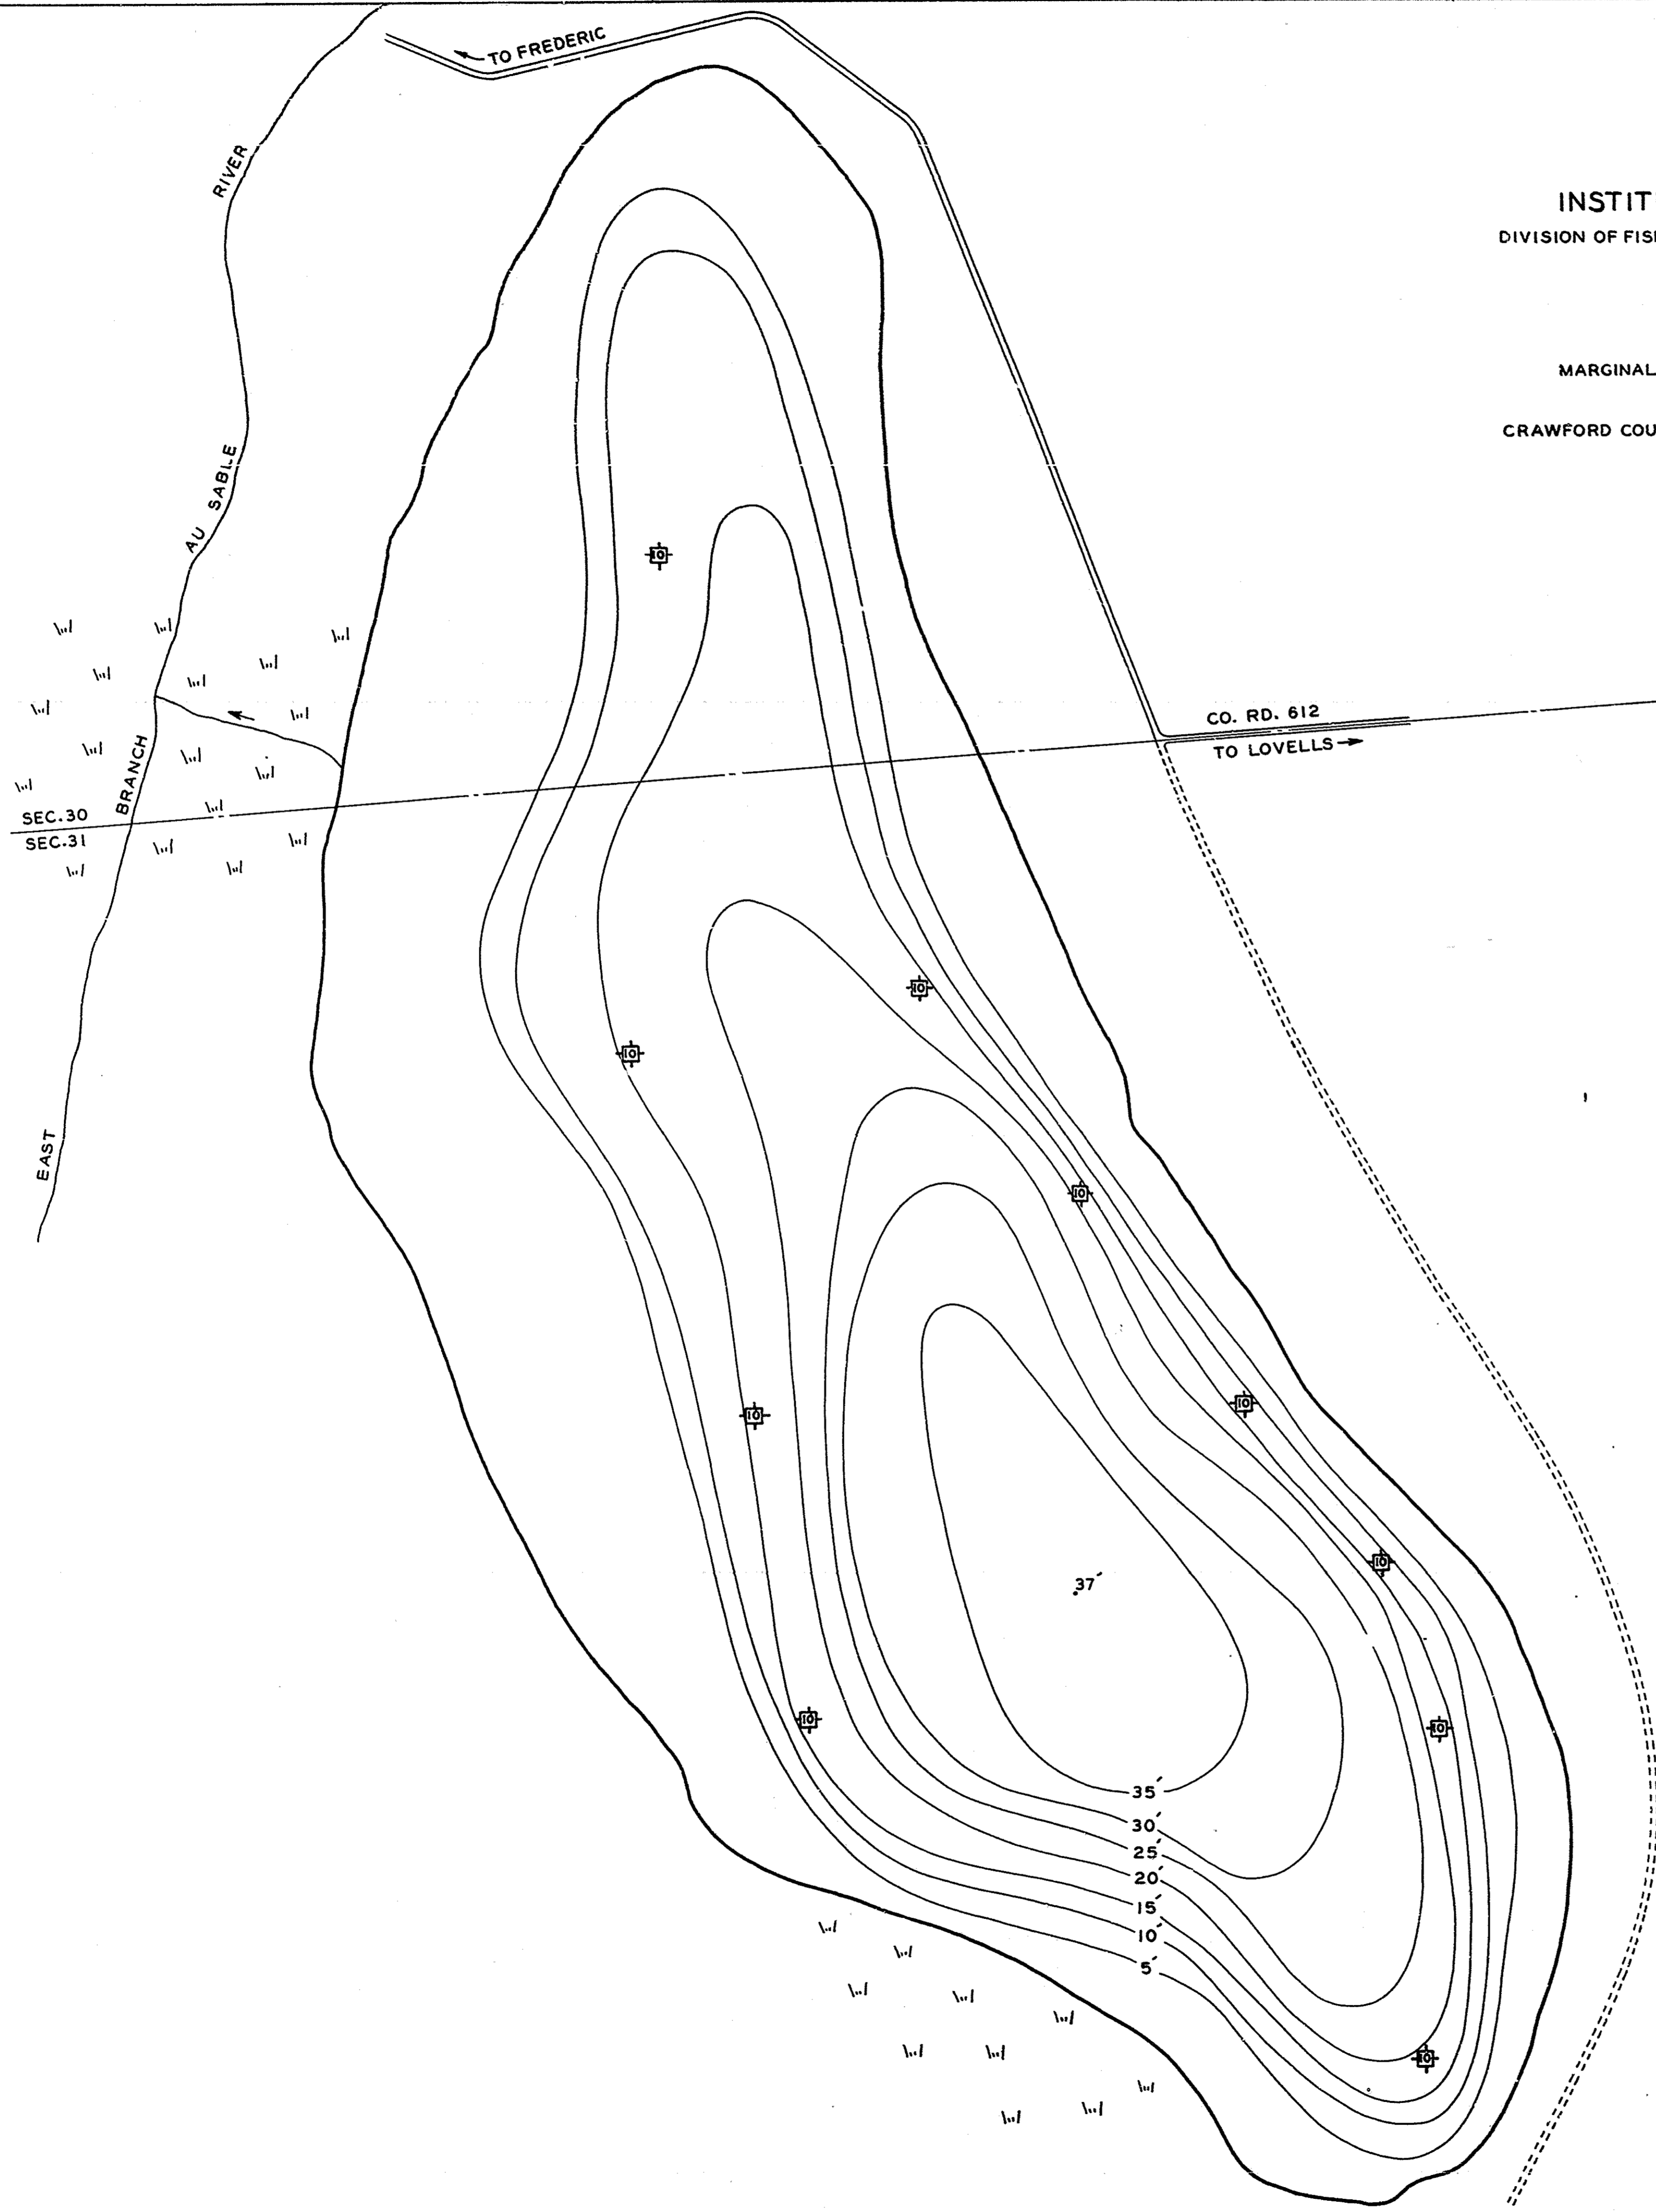 TO FREDERIC
RIVER
INSTIT
DIVISION OF FIS
MARGINAL
CRAWFORD COU
AU SABLE
10
CO. RD. 612
TO LOVELLS
BRANCH
SEC. 30
SEC. 31
10
10
EAST
10
10
10
10
37'
10
10
35'
30'
25'
20'
15'
10'
5'
10